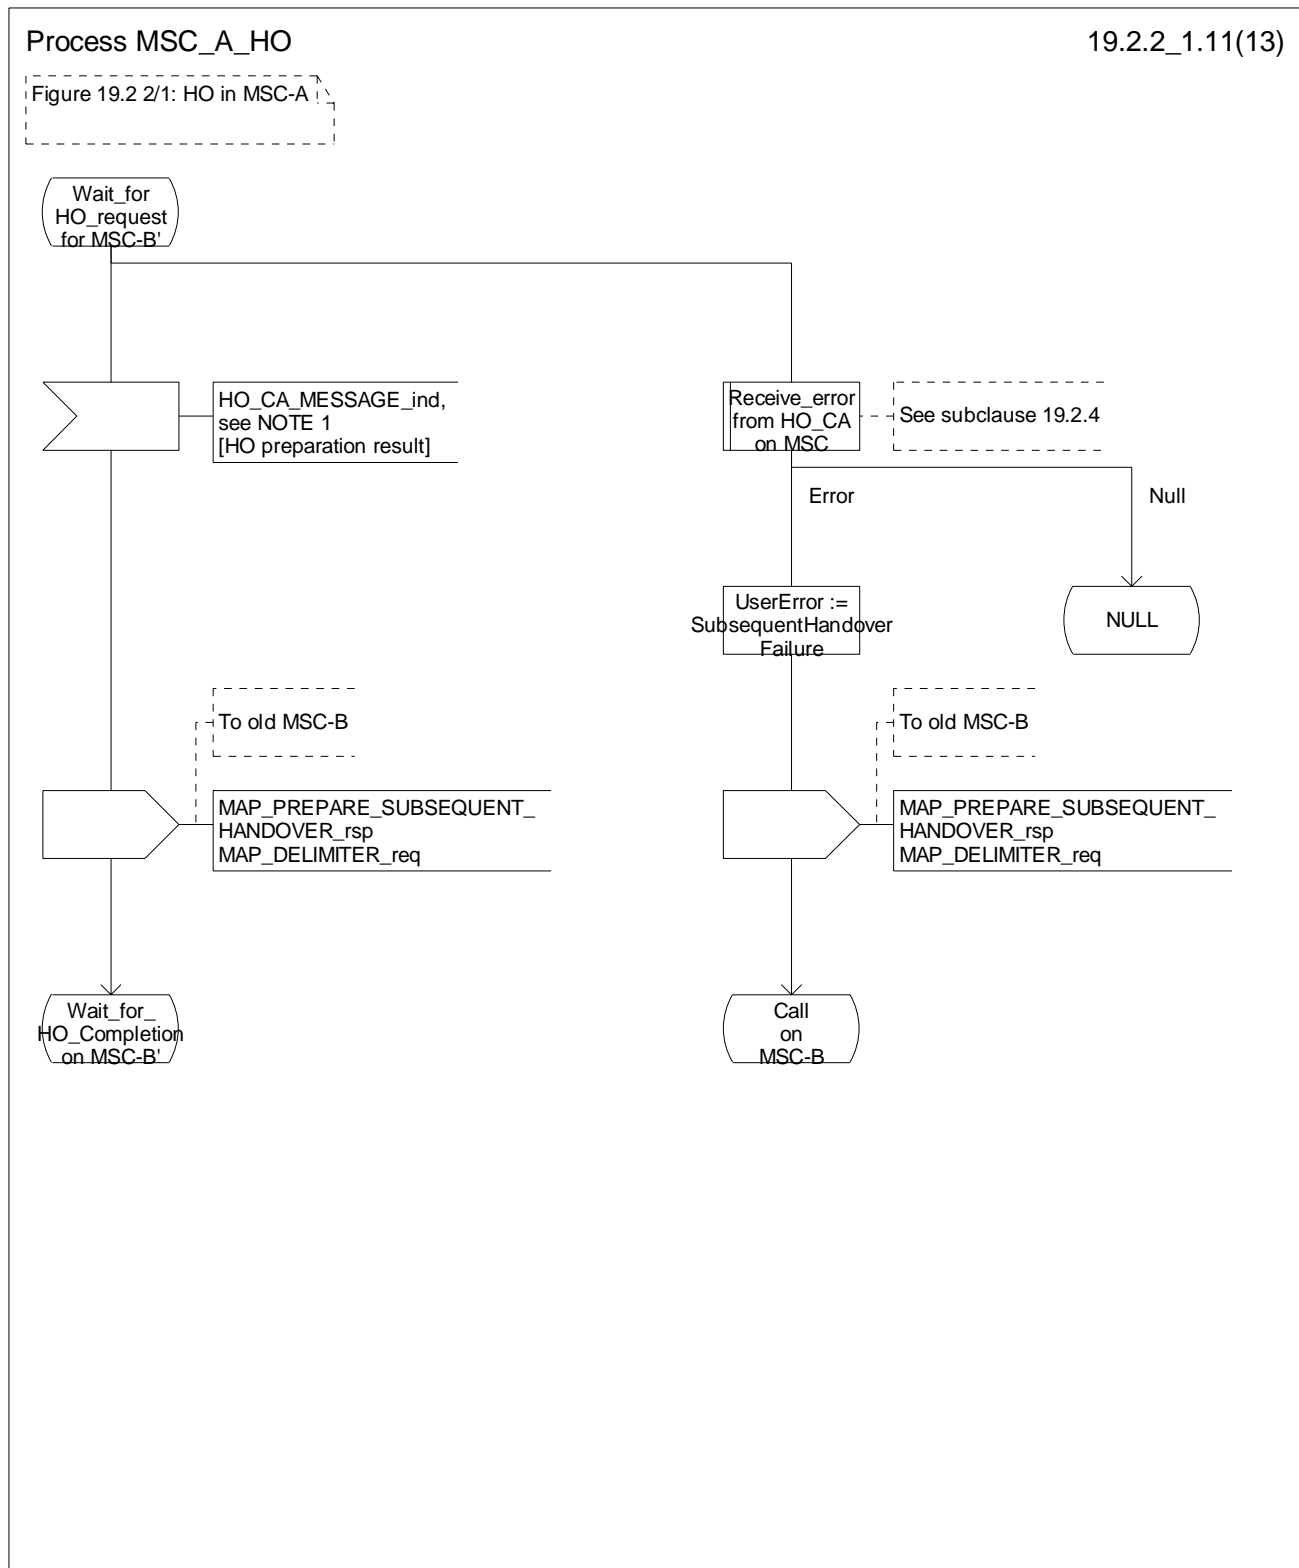 Process MSC_A_HO
19.2.2_1.11(13)
Figure 19.2 2/1: HO in MSC-A
Wait_for
HO_request
for MSC-B'
HO_CA_MESSAGE_ind,
see NOTE 1
[HO preparation result]
Receive_error
from HO_CA
on MSC
See subclause 19.2.4
Error
Null
UserError :=
SubsequentHandover
Failure
NULL
To old MSC-B
To old MSC-B
MAP_PREPARE_SUBSEQUENT_
HANDOVER_rsp
MAP_DELIMITER_req
MAP_PREPARE_SUBSEQUENT_
HANDOVER_rsp
MAP_DELIMITER_req
Wait_for_
HO_Completion
on MSC-B'
Call
on
MSC-B